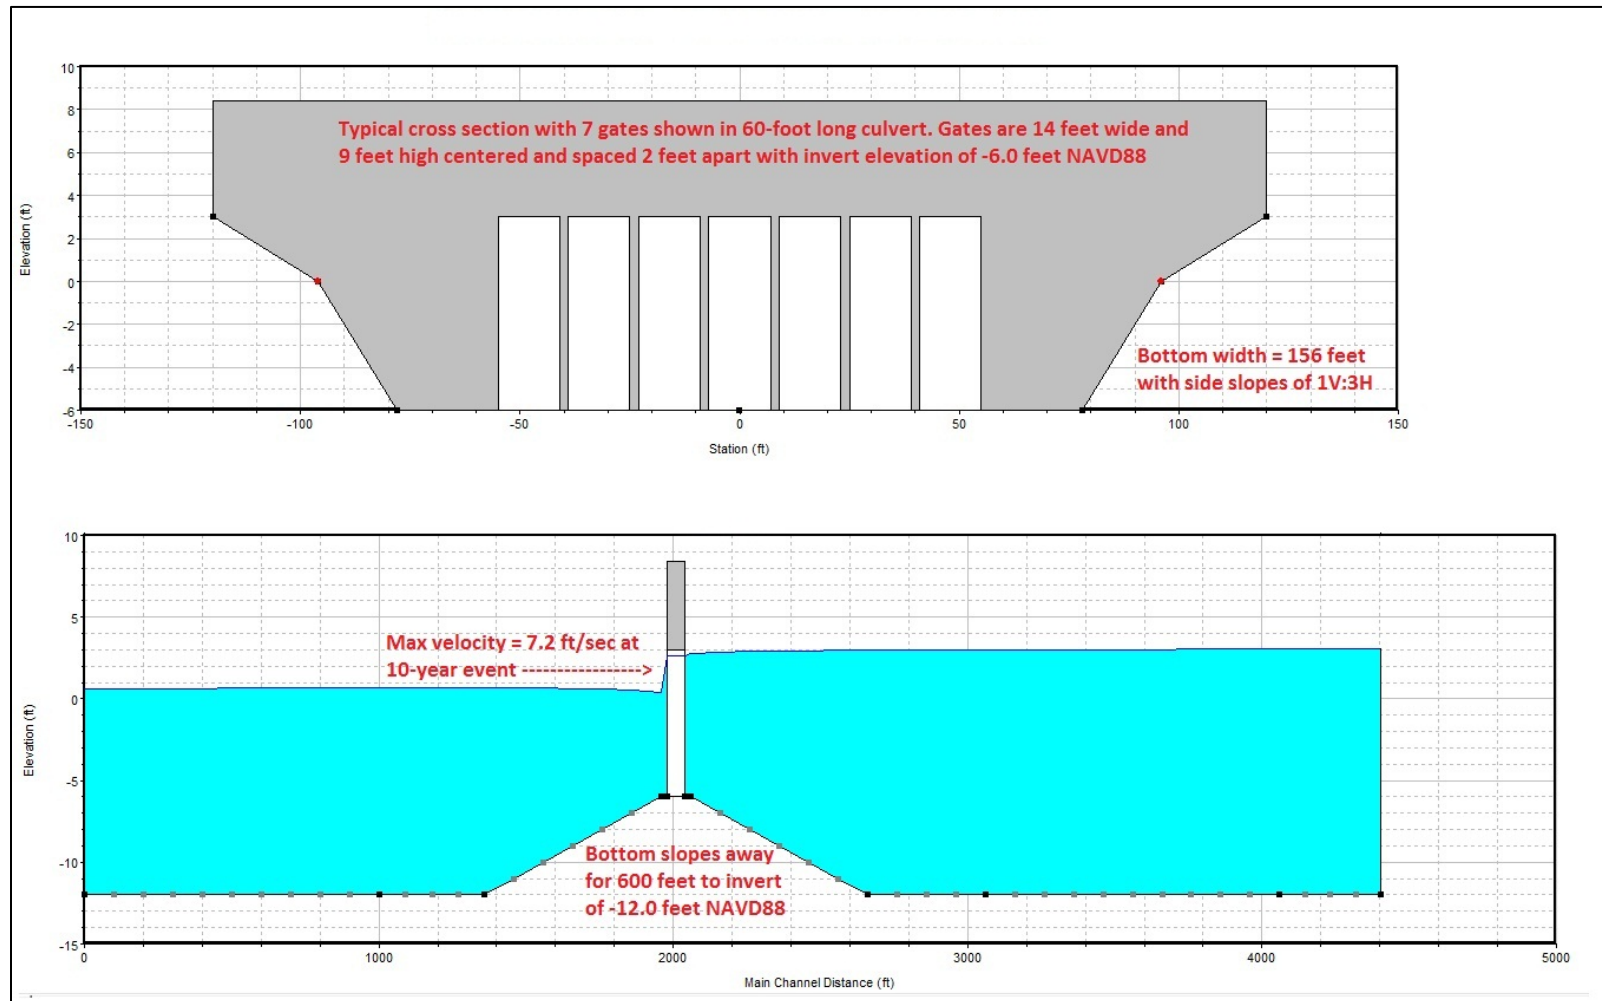 10
8
6
4
2
0
-2
-4
-6
Elevation (ft)
Typical cross section with 7 gates shown in 60-foot long culvert. Gates are 14 feet wide and
9 feet high centered and spaced 2 feet apart with invert elevation of -6.0 feet NAVD88
Bottom width = 156 feet
with side slopes of 1V:3H
-150
-100
-50
0
50
100
150
Station (ft)
10
5
0
-5
-10
-15
Elevation (ft)
Max velocity = 7.2 ft/sec at
10-year event ----------------->
Bottom slopes away
for 600 feet to invert
of -12.0 feet NAVD88
0
1000
2000
3000
4000
5000
Main Channel Distance (ft)